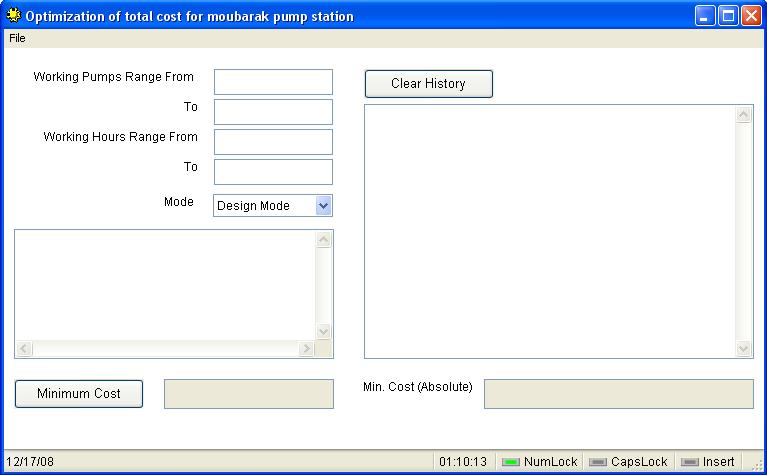 Optimization of total cost for moubarak pump station
File
Working Pumps Range From
To
Working Hours Range From
To
Mode
Design Mode
Clear History
Minimum Cost
Min. Cost (Absolute)
12/17/08
01:10:13
NumLock
CapsLock
Insert